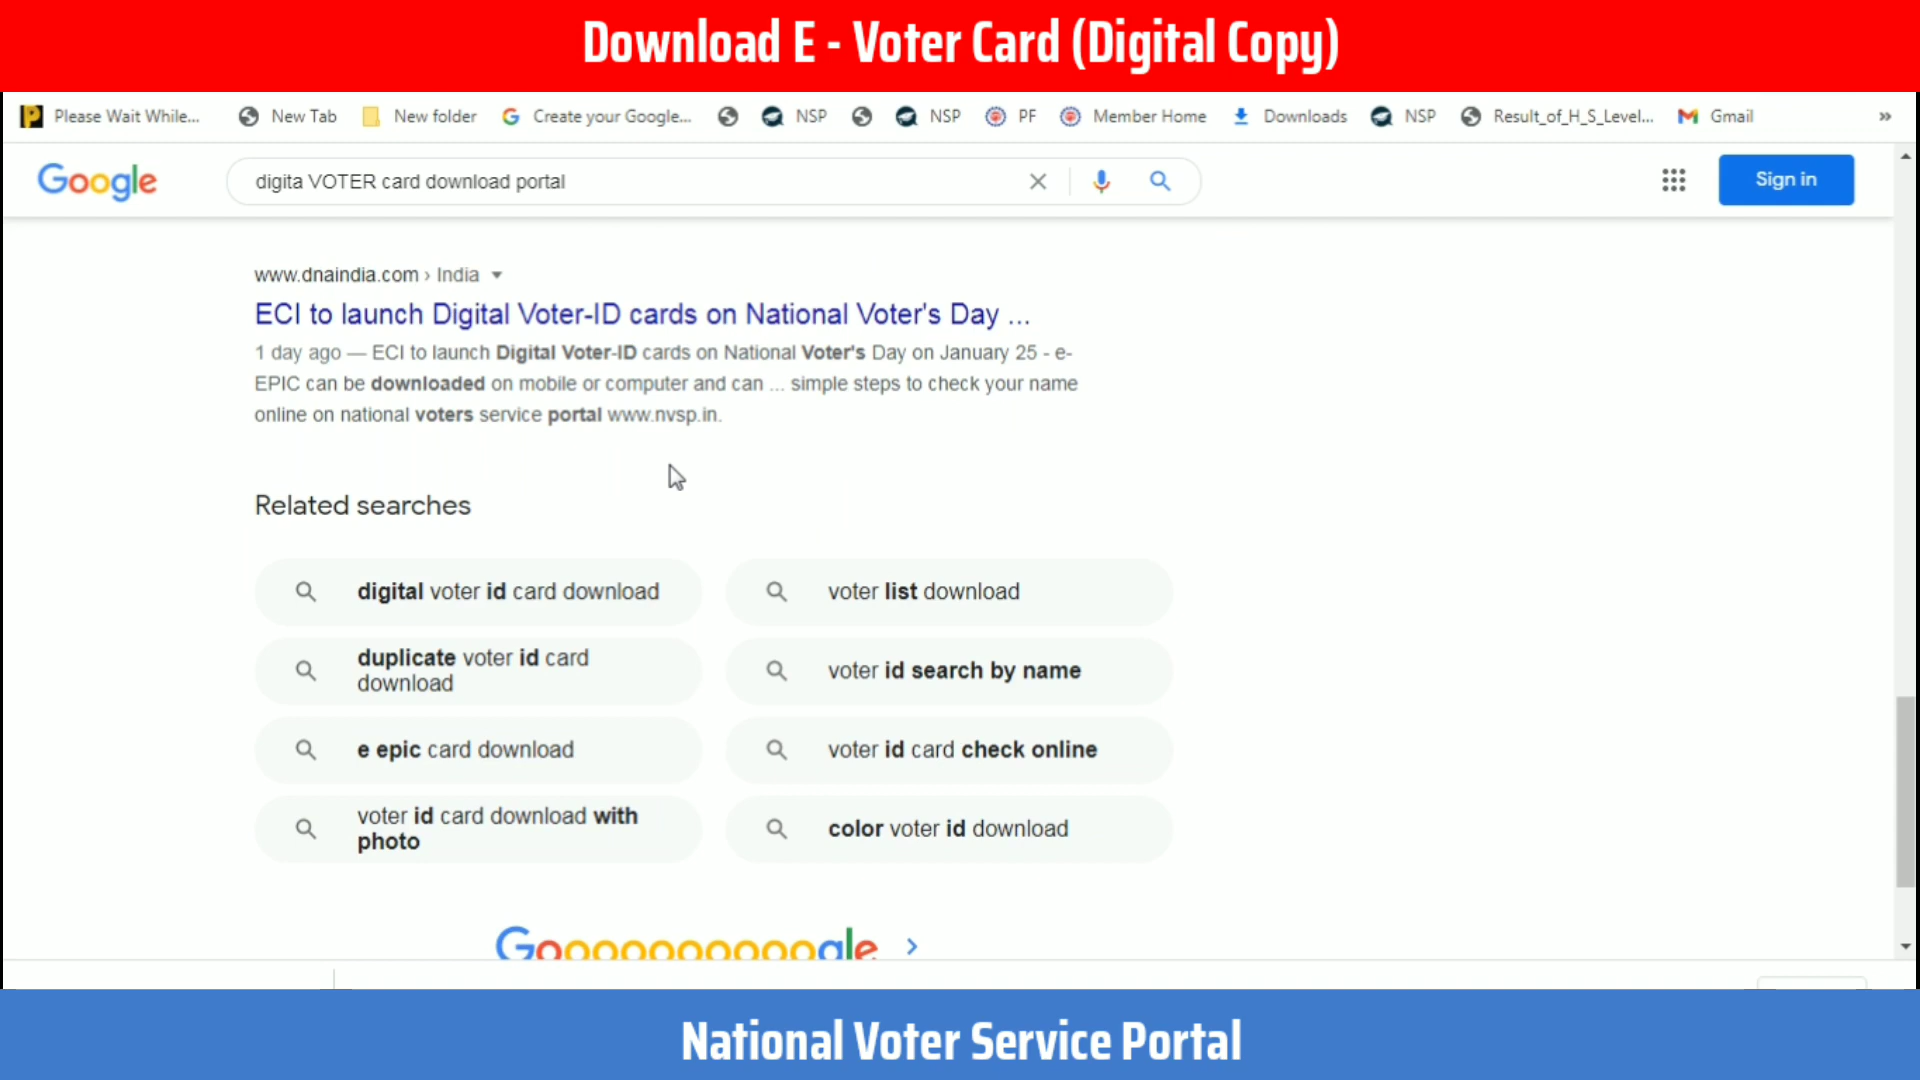 Download E - Voter Card (Digital Copy)
Please Wait While... New Tab New folder Create your Google... NSP NSP PF Member Home Downloads NSP Result_of_H_S_Level... Gmail »
Google digita VOTER card download portal Sign in
www.dnaindia.com › India
ECI to launch Digital Voter-ID cards on National Voter's Day ...
1 day ago — ECI to launch Digital Voter-ID cards on National Voter's Day on January 25 - e-
EPIC can be downloaded on mobile or computer and can ... simple steps to check your name
online on national voters service portal www.nvsp.in.
Related searches
digital voter id card download
voter list download
duplicate voter id card
download
voter id search by name
e epic card download
voter id card check online
voter id card download with
photo
color voter id download
Goooooooooogle
National Voter Service Portal